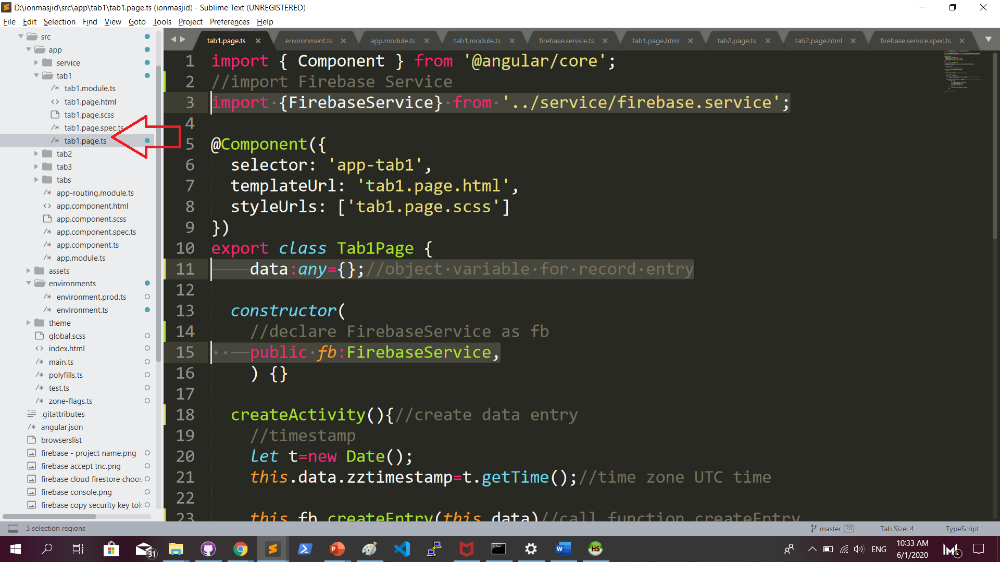 D:\ionmasjid\src\app\tab1\tab1.page.ts (ionmasjid) - Sublime Text (UNREGISTERED)
File Edit Selection Find View Goto Tools Project Preferences Help
src
app
service
tab1
/* tab1.module.ts
<> tab1.page.html
tab1.page.scss
/* tab1.page.spec.ts
/* tab1.page.ts
tab2
tab3
tabs
/* app-routing.module.ts
<> app.component.html
app.component.scss
/* app.component.spec.ts
/* app.component.ts
/* app.module.ts
assets
environments
/* environment.prod.ts
/* environment.ts
theme
global.scss
<> index.html
/* main.ts
/* polyfills.ts
/* test.ts
/* zone-flags.ts
.gitattributes
/* angular.json
browserslist
firebase - project name.png
firebase accept tnc.png
firebase cloud firestore choos
firebase console.png
firebase copy security key tok
tab1.page.ts × environment.ts × app.module.ts × tab1.module.ts × firebase.service.ts × tab1.page.html × tab2.page.ts × tab2.page.html × firebase.service.spec.ts ×
1 import { Component } from '@angular/core';
2 //import Firebase Service
3 import {FirebaseService} from '../service/firebase.service';
4
5 @Component({
6 selector: 'app-tab1',
7 templateUrl: 'tab1.page.html',
8 styleUrls: ['tab1.page.scss']
9 })
10 export class Tab1Page {
11 data:any={};//object variable for record entry
12
13 constructor(
14 //declare FirebaseService as fb
15 public fb:FirebaseService,
16 ) {}
17
18 createActivity(){//create data entry
19 //timestamp
20 let t=new Date();
21 this.data.zztimestamp=t.getTime();//time zone UTC time
22
23 this.fb.createEntry(this.data)//call function createEntry
3 selection regions
master 20 Tab Size: 4 TypeScript
31
HS
ENG
10:33 AM
6/1/2020
2